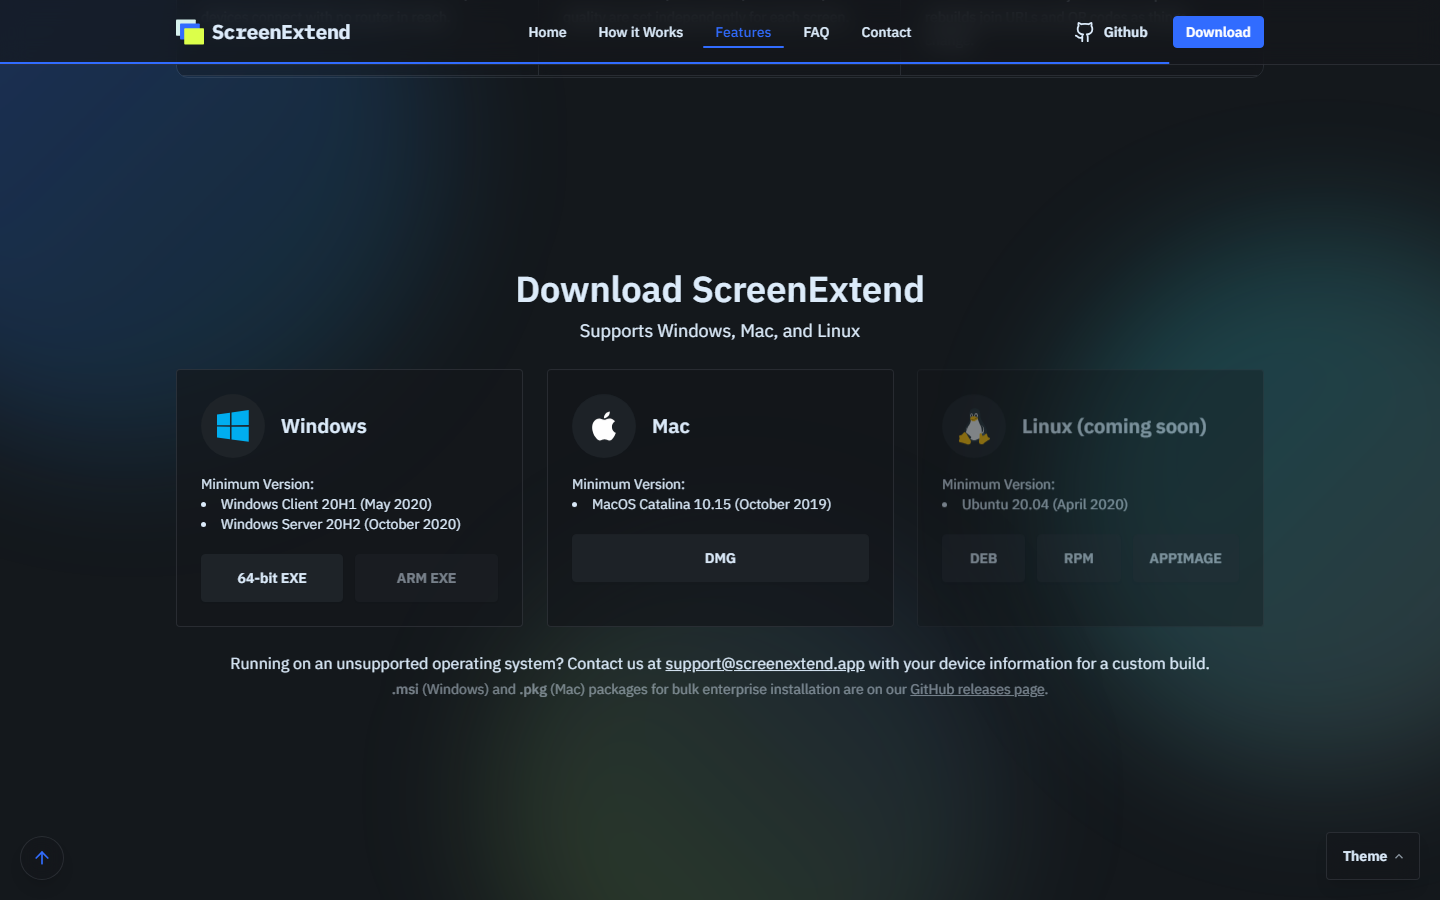 ScreenExtend
Home How it Works Features FAQ Contact Github Download
Download ScreenExtend
Supports Windows, Mac, and Linux
Windows
Minimum Version:
Windows Client 20H1 (May 2020)
Windows Server 20H2 (October 2020)
64-bit EXE ARM EXE
Mac
Minimum Version:
MacOS Catalina 10.15 (October 2019)
DMG
Linux (coming soon)
Minimum Version:
Ubuntu 20.04 (April 2020)
DEB RPM APPIMAGE
Running on an unsupported operating system? Contact us at support@screenextend.app with your device information for a custom build.
.msi (Windows) and .pkg (Mac) packages for bulk enterprise installation are on our GitHub releases page.
Theme